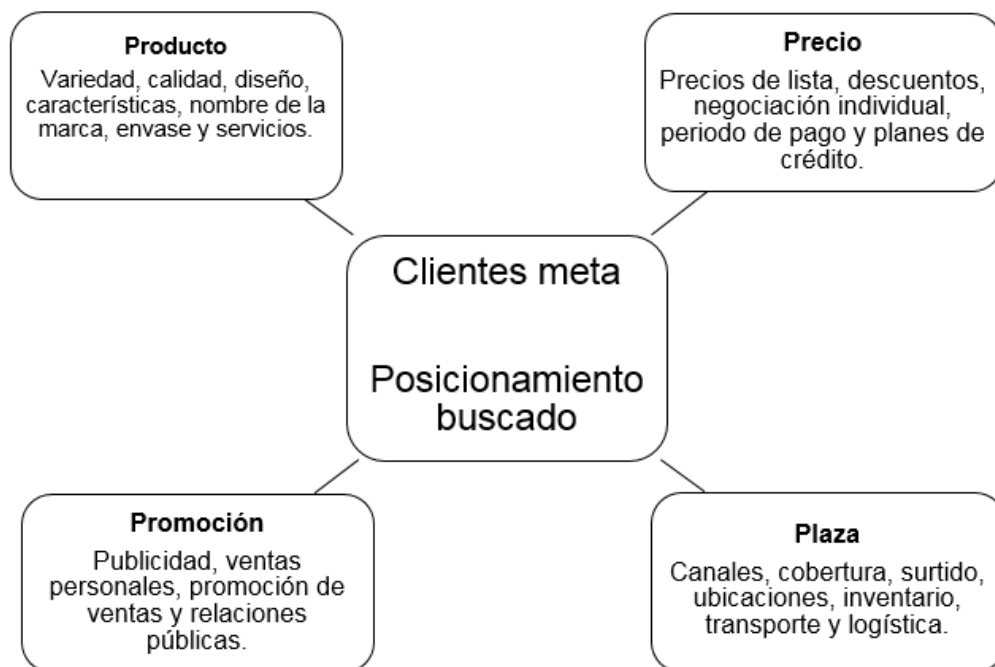 Producto
Variedad, calidad, diseño,
características, nombre de la
marca, envase y servicios.
Precio
Precios de lista, descuentos,
negociación individual,
periodo de pago y planes de
crédito.
Clientes meta
Posicionamiento
buscado
Promoción
Publicidad, ventas
personales, promoción de
ventas y relaciones
públicas.
Plaza
Canales, cobertura, surtido,
ubicaciones, inventario,
transporte y logística.